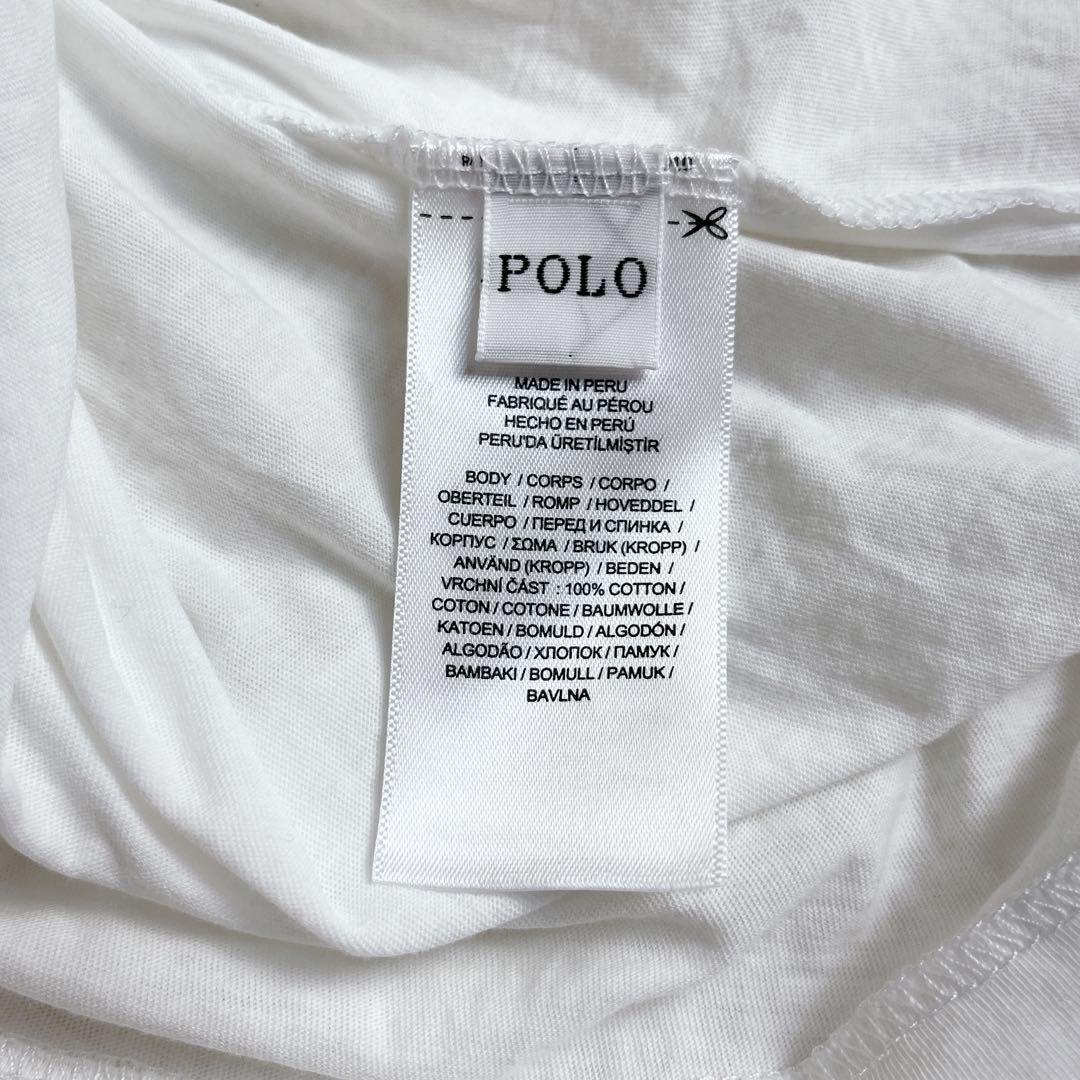 POLO
MADE IN PERU
FABRIQUÉ AU PÉROU
HECHO EN PERÚ
PERU'DA ÜRETİLMİŞTİR
BODY / CORPS / CORPO /
OBERTEIL / ROMP / HOVEDDEL /
CUERPO / ПЕРЕД И СПИНКА /
КОРПУС / ΣΩΜΑ / BRUK (KROPP) /
ANVÄND (KROPP) / BEDEN /
VRCHNÍ ČÁST : 100% COTTON /
COTON / COTONE / BAUMWOLLE /
KATOEN / BOMULD / ALGODÓN /
ALGODÃO / ХЛОПОК / ПАМУК /
BAMBAKI / BOMULL / PAMUK /
BAVLNA